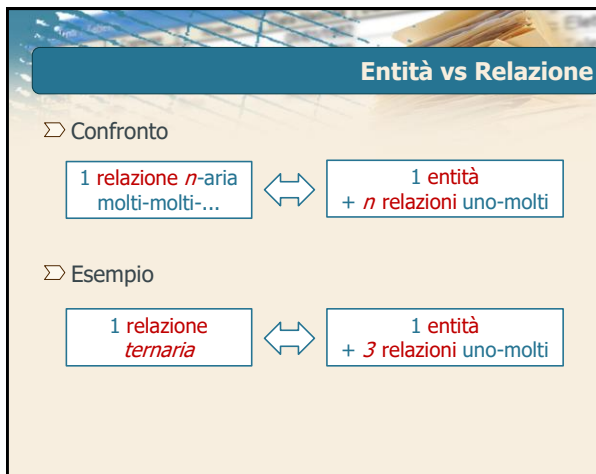 Entità vs Relazione
Confronto
1 relazione n-aria
molti-molti-...
1 entità
+ n relazioni uno-molti
Esempio
1 relazione
ternaria
1 entità
+ 3 relazioni uno-molti